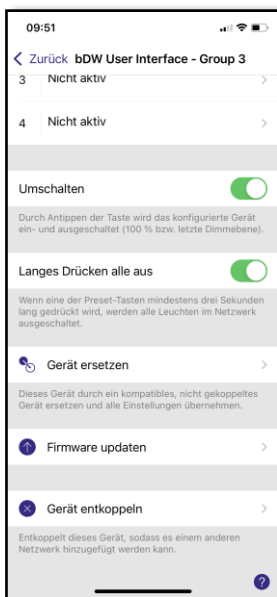 09:51
Zurück bDW User Interface - Group 3
3 Nicht aktiv
4 Nicht aktiv
Umschalten
Durch Antippen der Taste wird das konfigurierte Gerät
ein- und ausgeschaltet (100 % bzw. letzte Dimmebene).
Langes Drücken alle aus
Wenn eine der Preset-Tasten mindestens drei Sekunden
lang gedrückt wird, werden alle Leuchten im Netzwerk
ausgeschaltet.
Gerät ersetzen
Dieses Gerät durch ein kompatibles, nicht gekoppeltes
Gerät ersetzen und alle Einstellungen übernehmen.
Firmware updaten
Gerät entkoppeln
Entkoppelt dieses Gerät, sodass es einem anderen
Netzwerk hinzugefügt werden kann.
?